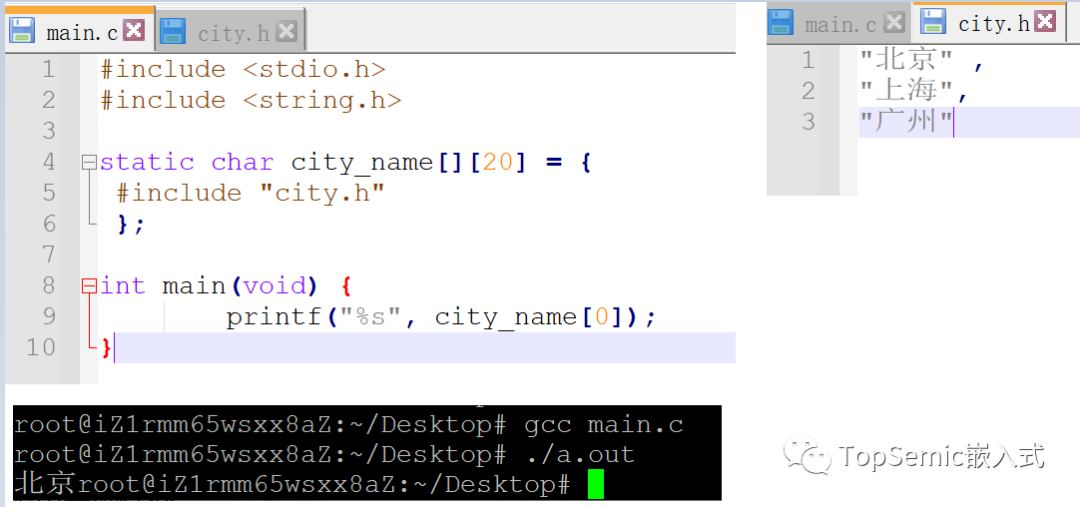 main.c city.h
1 #include <stdio.h>
2 #include <string.h>
3
4 static char city_name[][20] = {
5 #include "city.h"
6 };
7
8 int main(void) {
9 printf("%s", city_name[0]);
10 }
main.c city.h
1 "北京" ,
2 "上海",
3 "广州"
root@iZ1rmm65wsxx8aZ:~/Desktop# gcc main.c
root@iZ1rmm65wsxx8aZ:~/Desktop# ./a.out
北京root@iZ1rmm65wsxx8aZ:~/Desktop#
TopSemic嵌入式